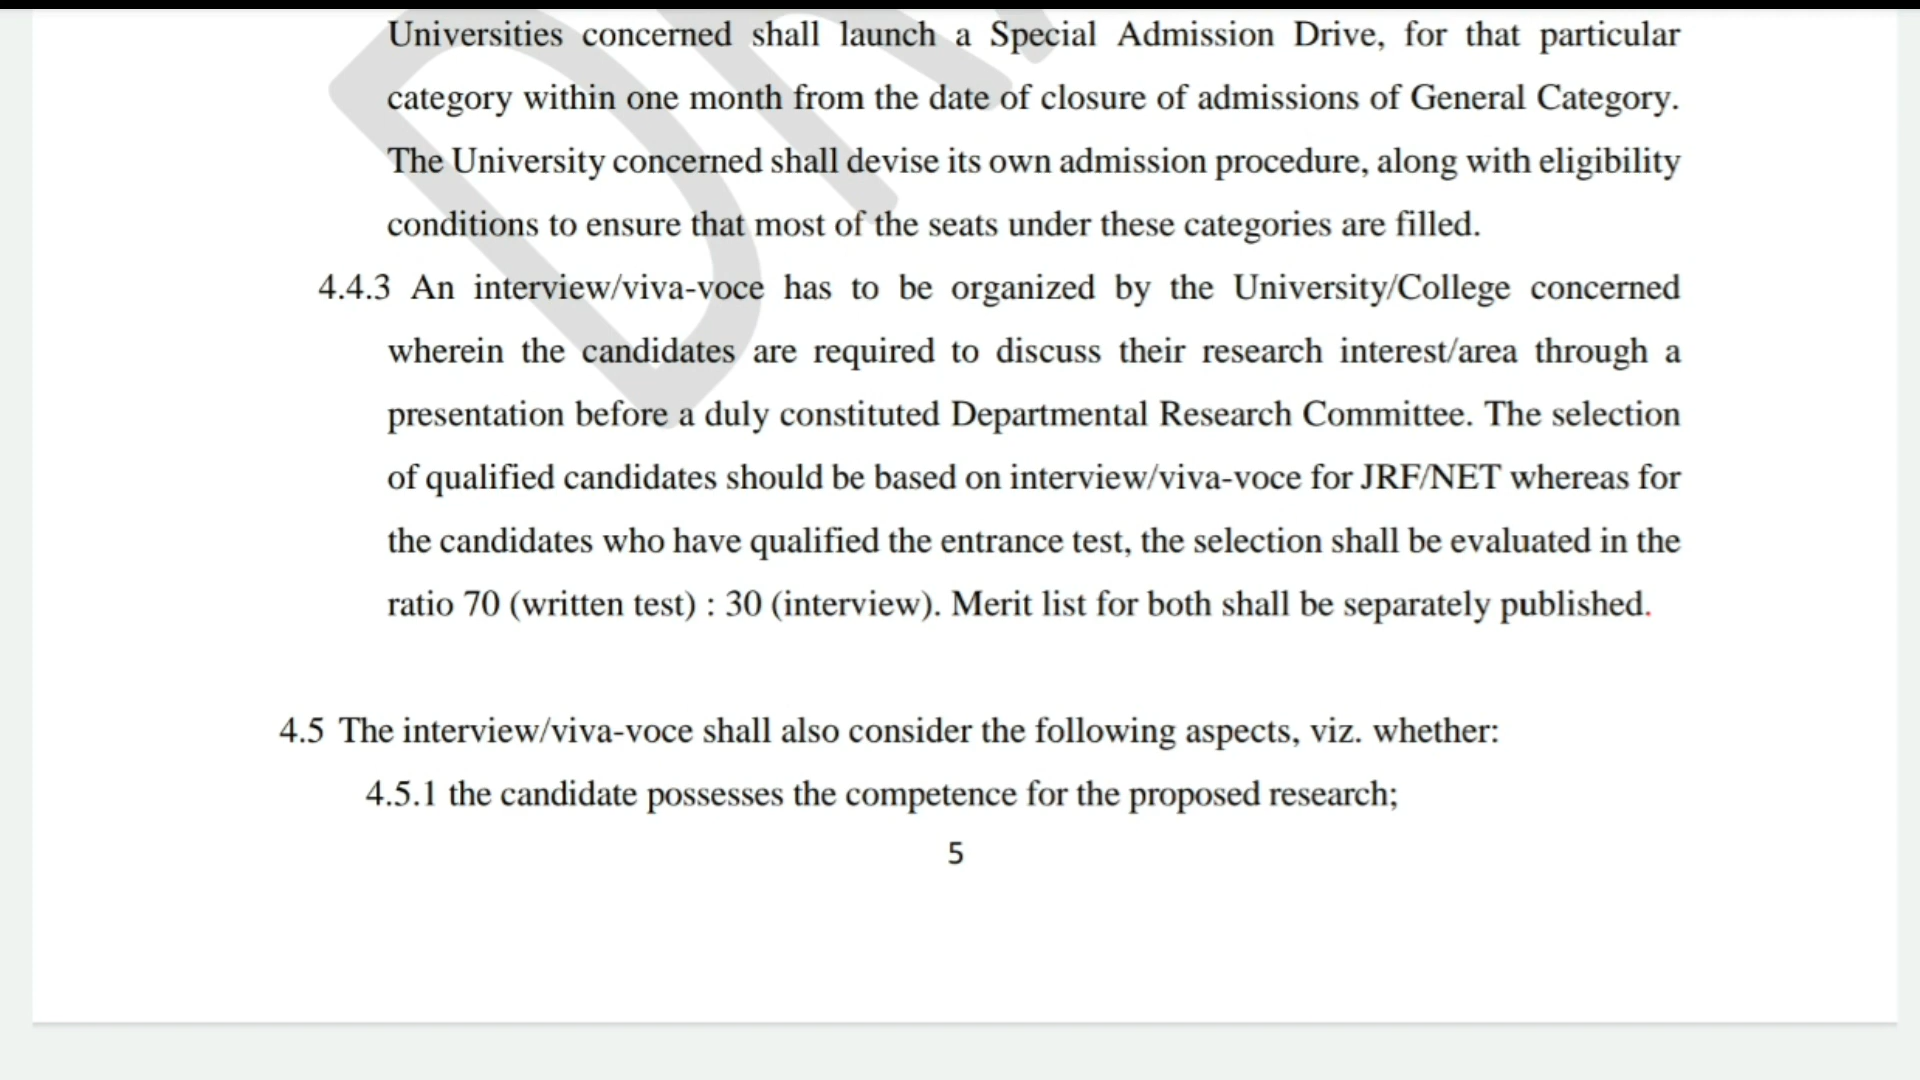 Universities concerned shall launch a Special Admission Drive, for that particular
category within one month from the date of closure of admissions of General Category.
The University concerned shall devise its own admission procedure, along with eligibility
conditions to ensure that most of the seats under these categories are filled.
4.4.3 An interview/viva-voce has to be organized by the University/College concerned
wherein the candidates are required to discuss their research interest/area through a
presentation before a duly constituted Departmental Research Committee. The selection
of qualified candidates should be based on interview/viva-voce for JRF/NET whereas for
the candidates who have qualified the entrance test, the selection shall be evaluated in the
ratio 70 (written test) : 30 (interview). Merit list for both shall be separately published.
4.5 The interview/viva-voce shall also consider the following aspects, viz. whether:
4.5.1 the candidate possesses the competence for the proposed research;
5